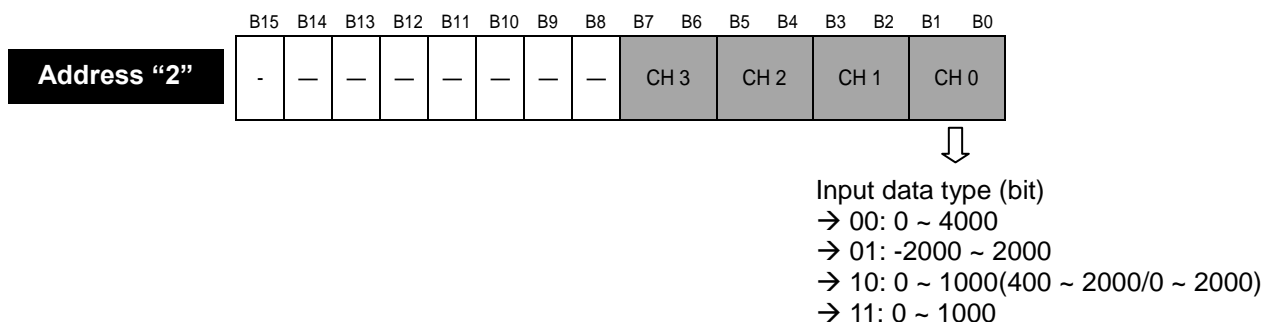 B15 B14 B13 B12 B11 B10 B9 B8 B7 B6 B5 B4 B3 B2 B1 B0
Address “2” - — — — — — — — CH 3 CH 2 CH 1 CH 0
Input data type (bit)
→ 00: 0 ~ 4000
→ 01: -2000 ~ 2000
→ 10: 0 ~ 1000(400 ~ 2000/0 ~ 2000)
→ 11: 0 ~ 1000